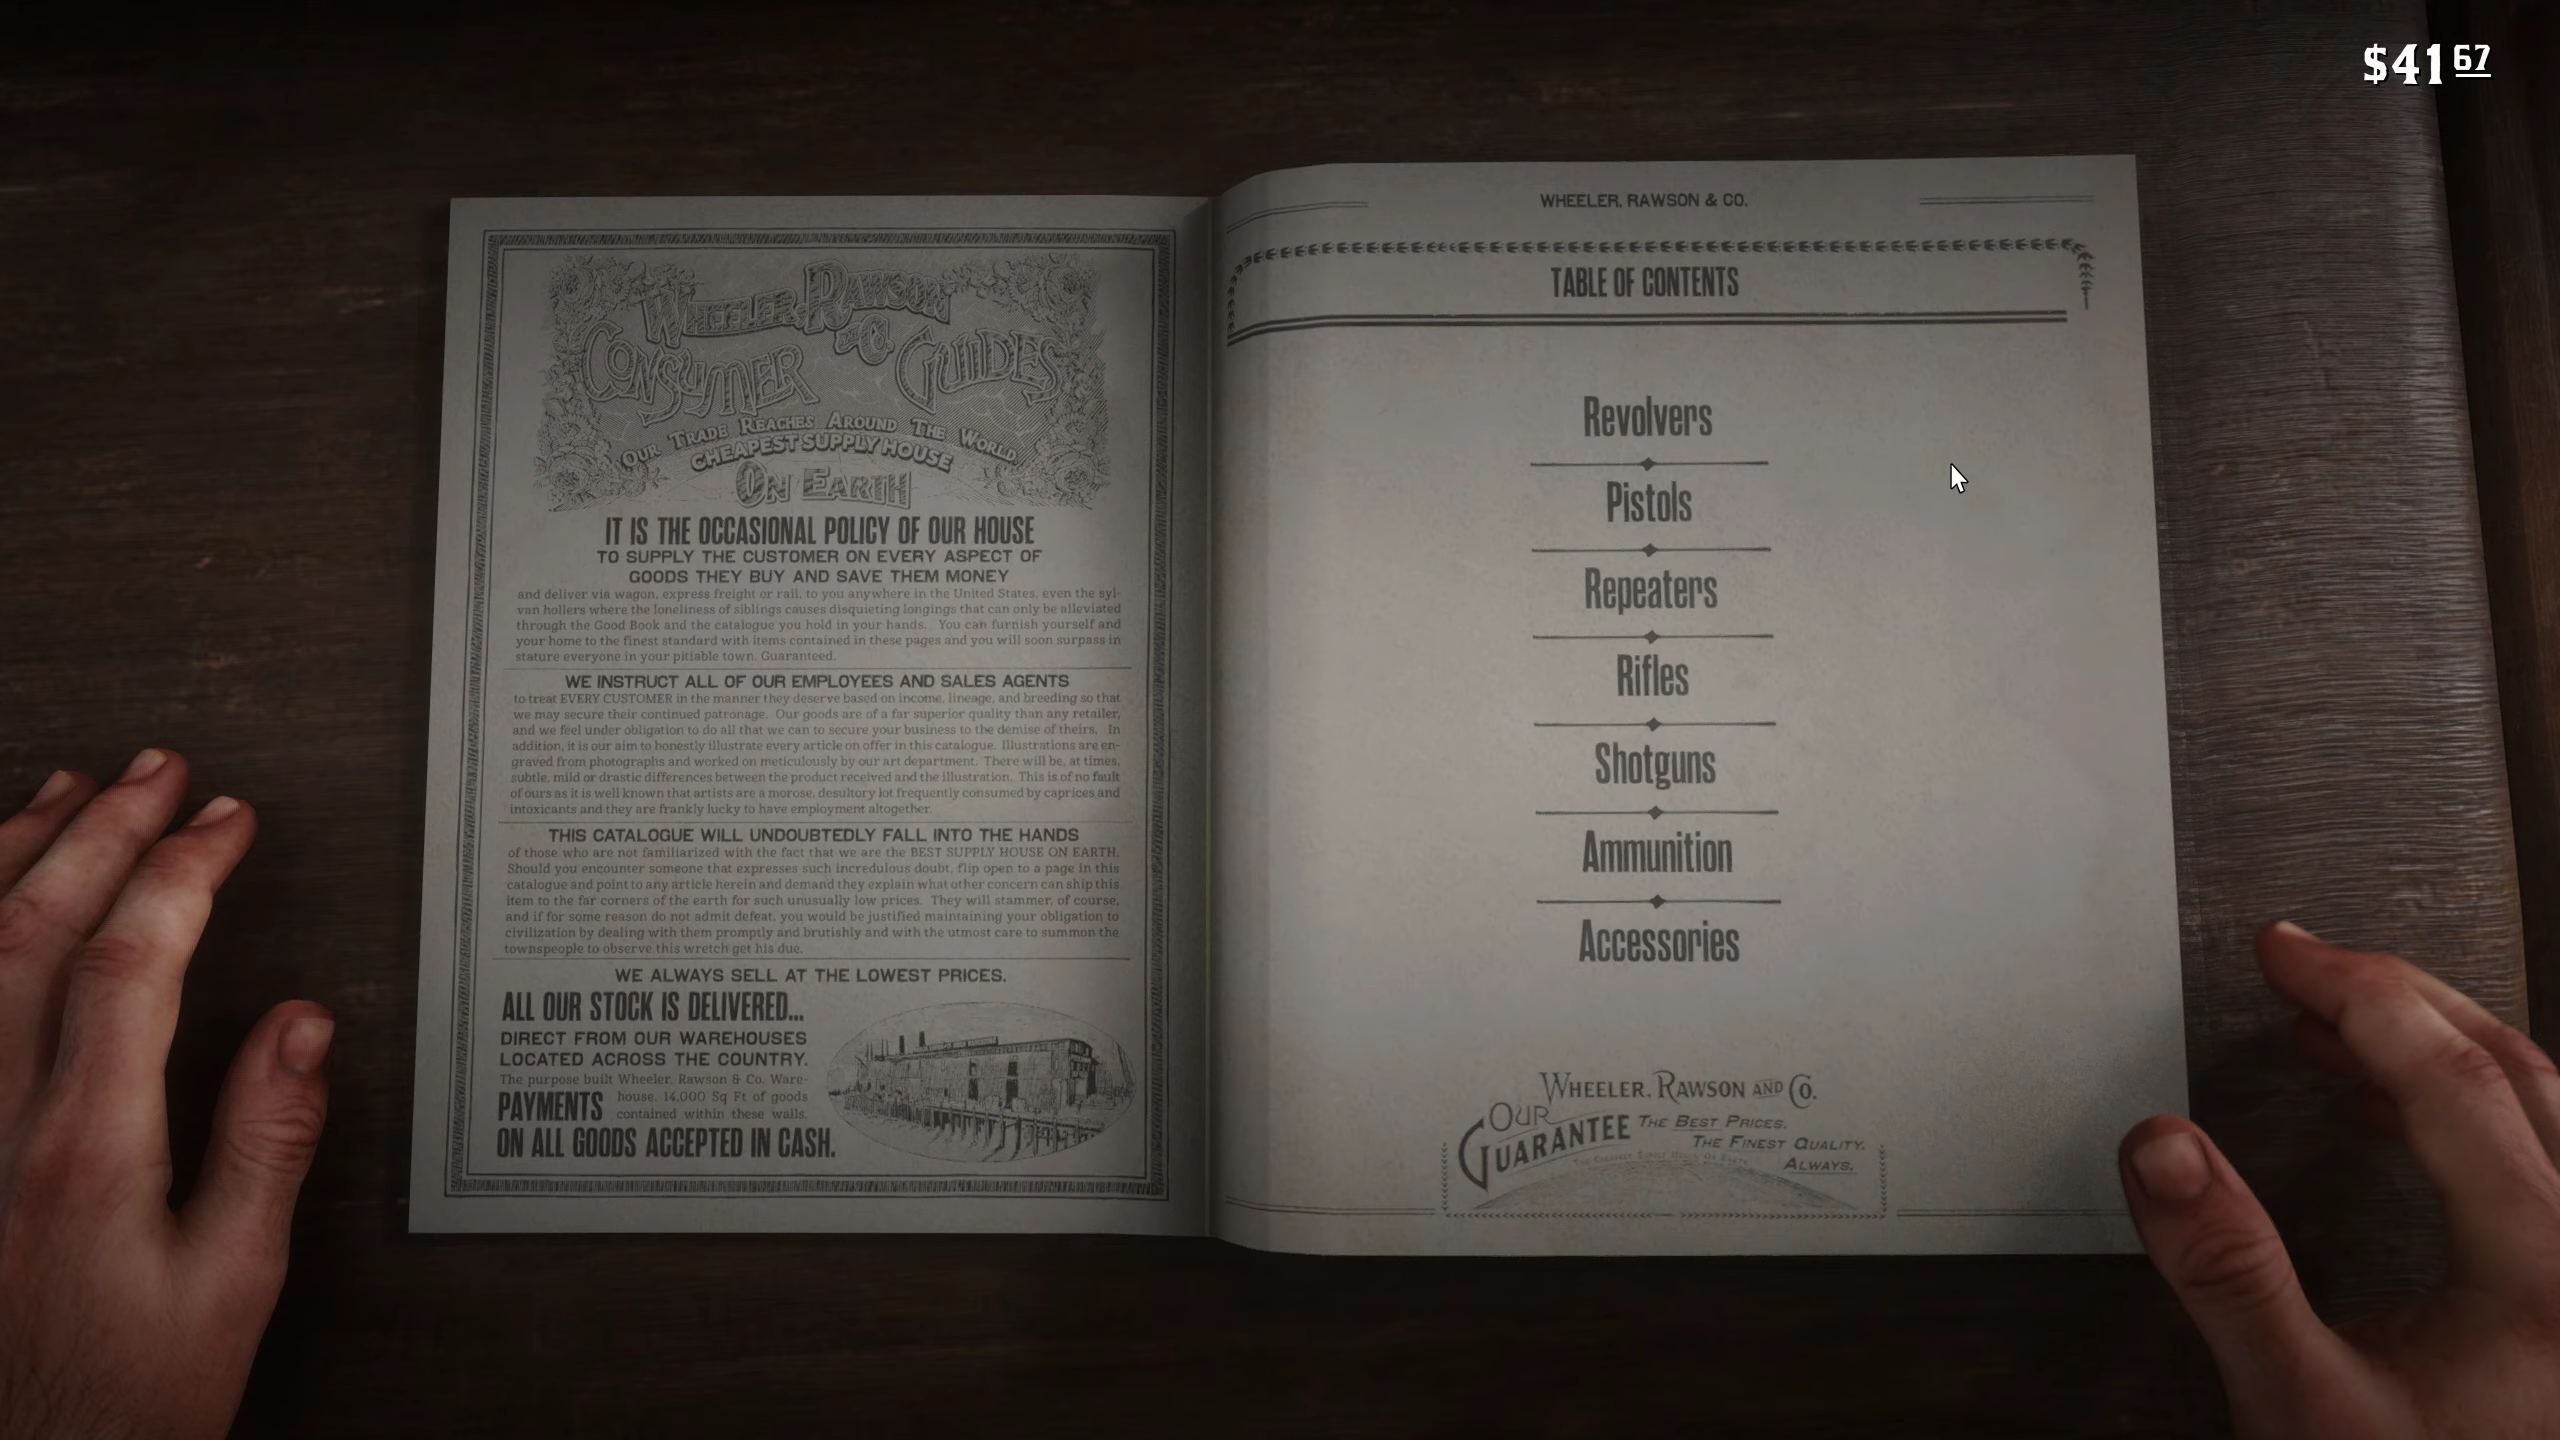 $41 67
WHEELER, RAWSON
& CO.
CONSUMER GUIDES
OUR TRADE REACHES AROUND THE WORLD
CHEAPEST SUPPLY HOUSE
ON EARTH
IT IS THE OCCASIONAL POLICY OF OUR HOUSE
TO SUPPLY THE CUSTOMER ON EVERY ASPECT OF
GOODS THEY BUY AND SAVE THEM MONEY
and deliver via wagon, express freight or rail, to you anywhere in the United States, even the syl-
van hollers where the loneliness of siblings causes disquieting longings that can only be alleviated
through the Good Book and the catalogue you hold in your hands. You can furnish yourself and
your home to the finest standard with items contained in these pages and you will soon surpass in
stature everyone in your pitiable town. Guaranteed.
WE INSTRUCT ALL OF OUR EMPLOYEES AND SALES AGENTS
to treat EVERY CUSTOMER in the manner they deserve based on income, lineage, and breeding so that
we may secure their continued patronage. Our goods are of a far superior quality than any retailer,
and we feel under obligation to do all that we can to secure your business to the demise of theirs. In
addition, it is our aim to honestly illustrate every article on offer in this catalogue. Illustrations are en-
graved from photographs and worked on meticulously by our art department. There will be, at times,
subtle, mild or drastic differences between the product received and the illustration. This is of no fault
of ours as it is well known that artists are a morose, desultory lot frequently consumed by caprices and
intoxicants and they are frankly lucky to have employment altogether.
THIS CATALOGUE WILL UNDOUBTEDLY FALL INTO THE HANDS
of those who are not familiarized with the fact that we are the BEST SUPPLY HOUSE ON EARTH.
Should you encounter someone that expresses such incredulous doubt, flip open to a page in this
catalogue and point to any article herein and demand they explain what other concern can ship this
item to the far corners of the earth for such unusually low prices. They will stammer, of course,
and if for some reason do not admit defeat, you would be justified maintaining your obligation to
civilization by dealing with them promptly and brutishly and with the utmost care to summon the
townspeople to observe this wretch get his due.
WE ALWAYS SELL AT THE LOWEST PRICES.
ALL OUR STOCK IS DELIVERED...
DIRECT FROM OUR WAREHOUSES
LOCATED ACROSS THE COUNTRY.
The purpose built Wheeler, Rawson & Co. Ware-
house. 14,000 Sq Ft of goods
contained within these walls.
PAYMENTS
ON ALL GOODS ACCEPTED IN CASH.
WHEELER, RAWSON & CO.
TABLE OF CONTENTS
Revolvers
Pistols
Repeaters
Rifles
Shotguns
Ammunition
Accessories
WHEELER, RAWSON AND CO.
OUR
GUARANTEE
THE BEST PRICES.
THE FINEST QUALITY.
ALWAYS.